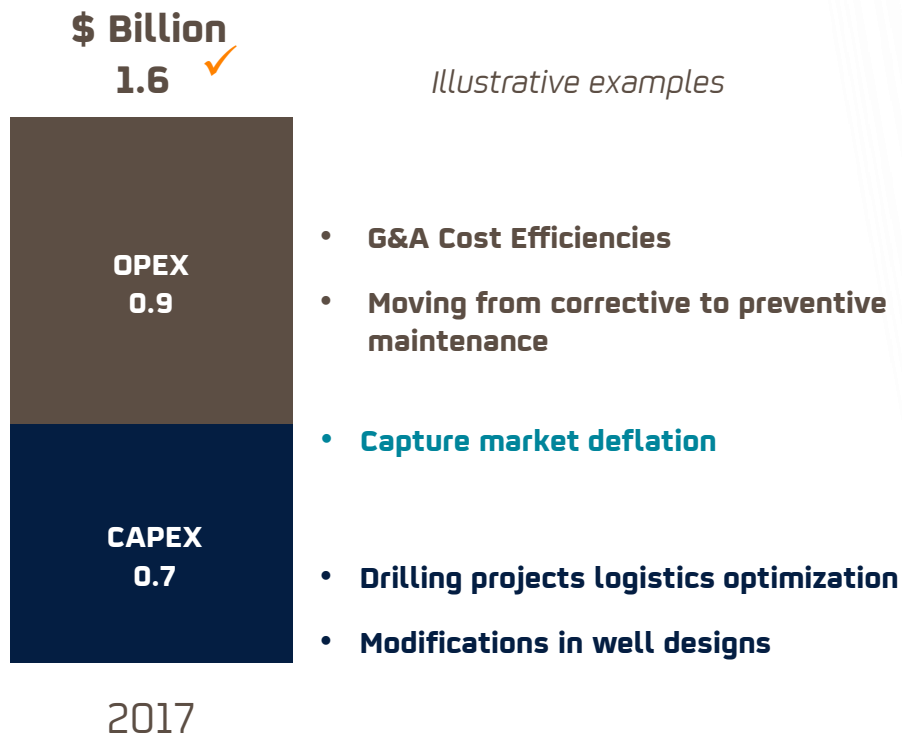 $ Billion
1.6
Illustrative examples
OPEX
0.9
• G&A Cost Efficiencies
• Moving from corrective to preventive
maintenance
• Capture market deflation
CAPEX
0.7
• Drilling projects logistics optimization
• Modifications in well designs
2017